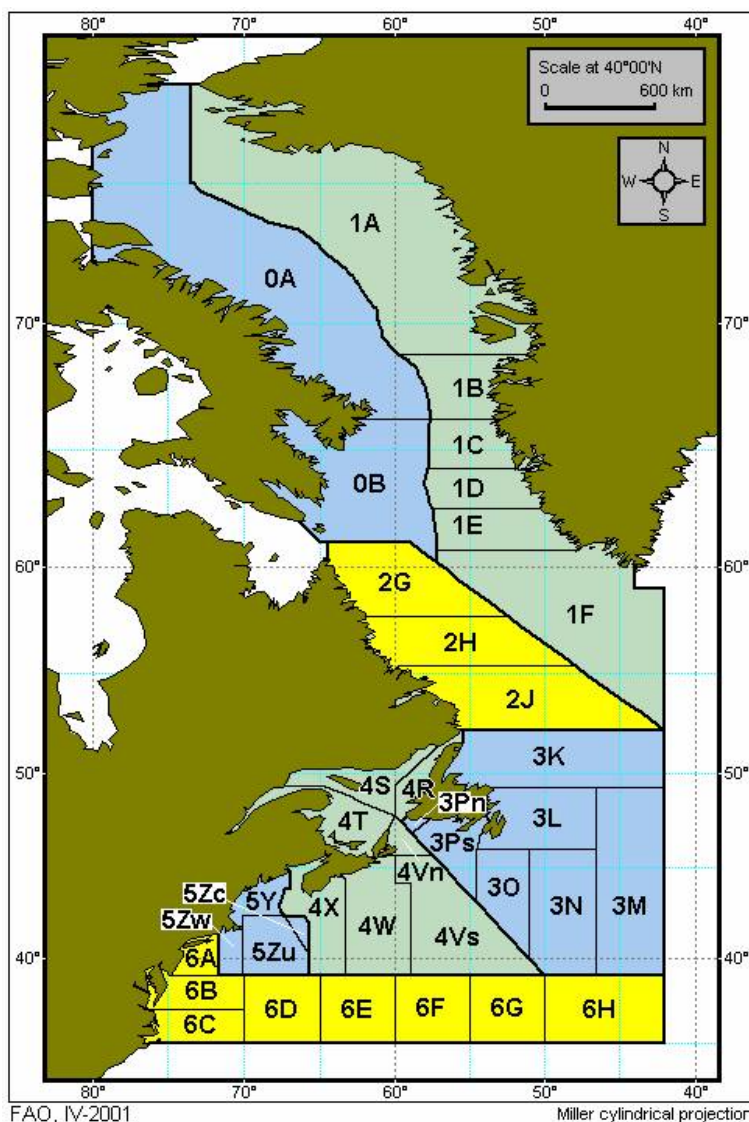 80° 70° 60° 50° 40°
Scale at 40°00'N
0 600 km
N
W E
S
1A
0A
70° 70°
1B
1C
0B 1D
1E
60° 60°
2G
1F
2H
2J
50° 3K 50°
4S 4R
3Pn
4T 3L
3Ps
4Vn
5Zc 5Y 4X 3O 3N 3M
5Zw 4W
5Zu 4Vs
40° 6A 40°
6B
6C 6D 6E 6F 6G 6H
80° 70° 60° 50° 40°
FAO, IV-2001 Miller cylindrical projection